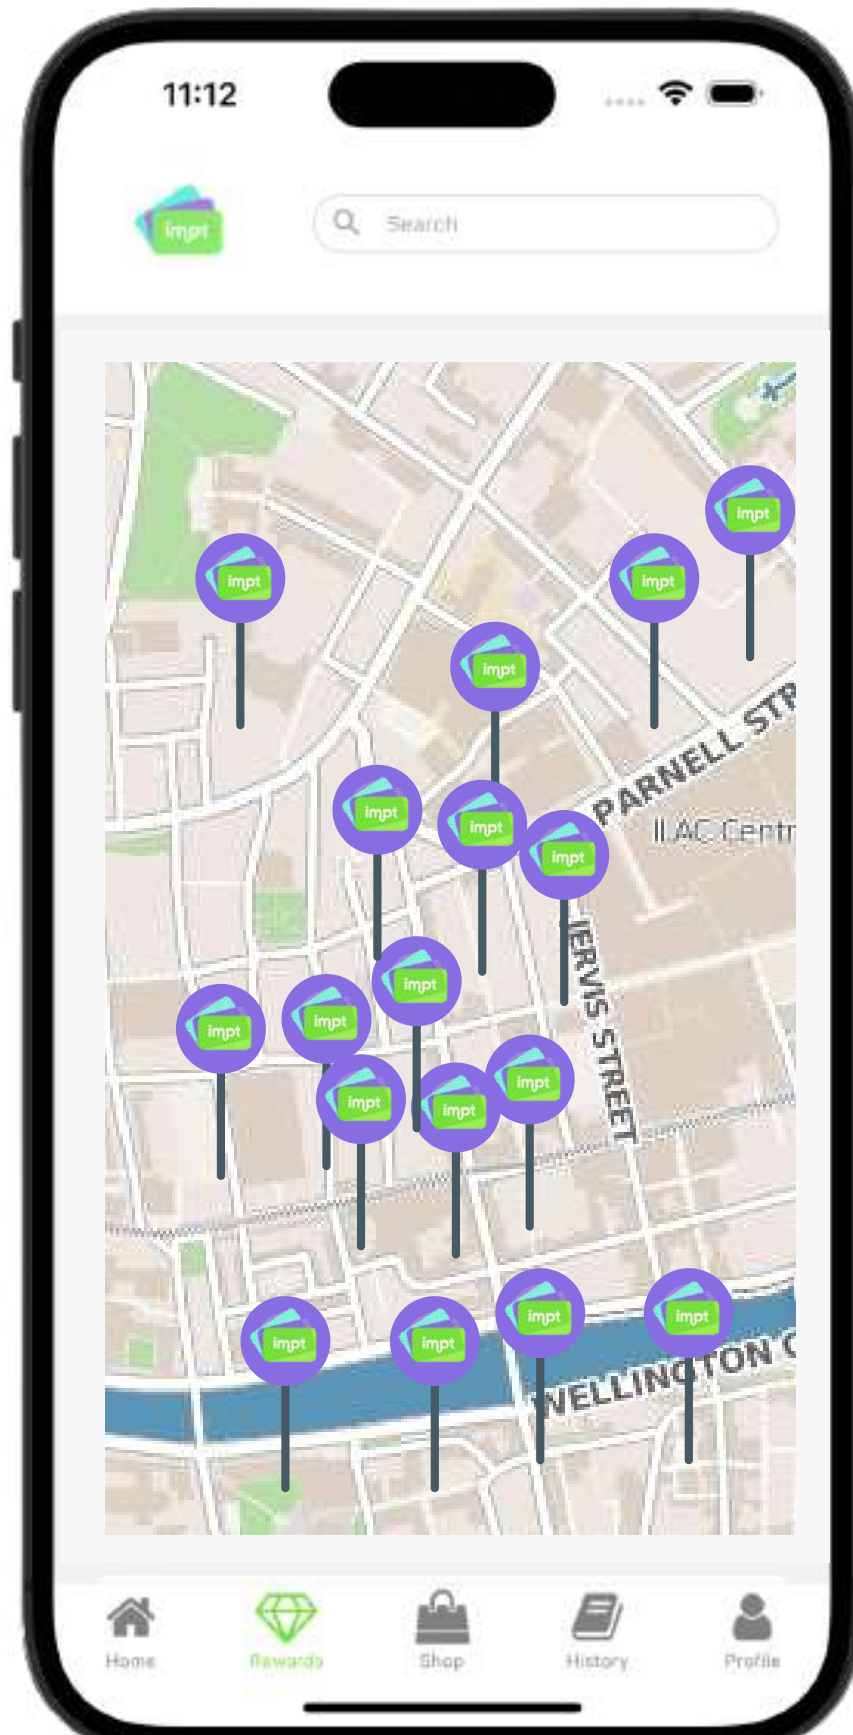 11:12
impt
Search
impt
impt
impt
impt
PARNELL STR
impt
impt
impt
ILAC Centr
JERVIS STREET
impt
impt
impt
impt
impt
impt
impt
impt
impt
impt
WELLINGTON
Home
Rewards
Shop
History
Profile